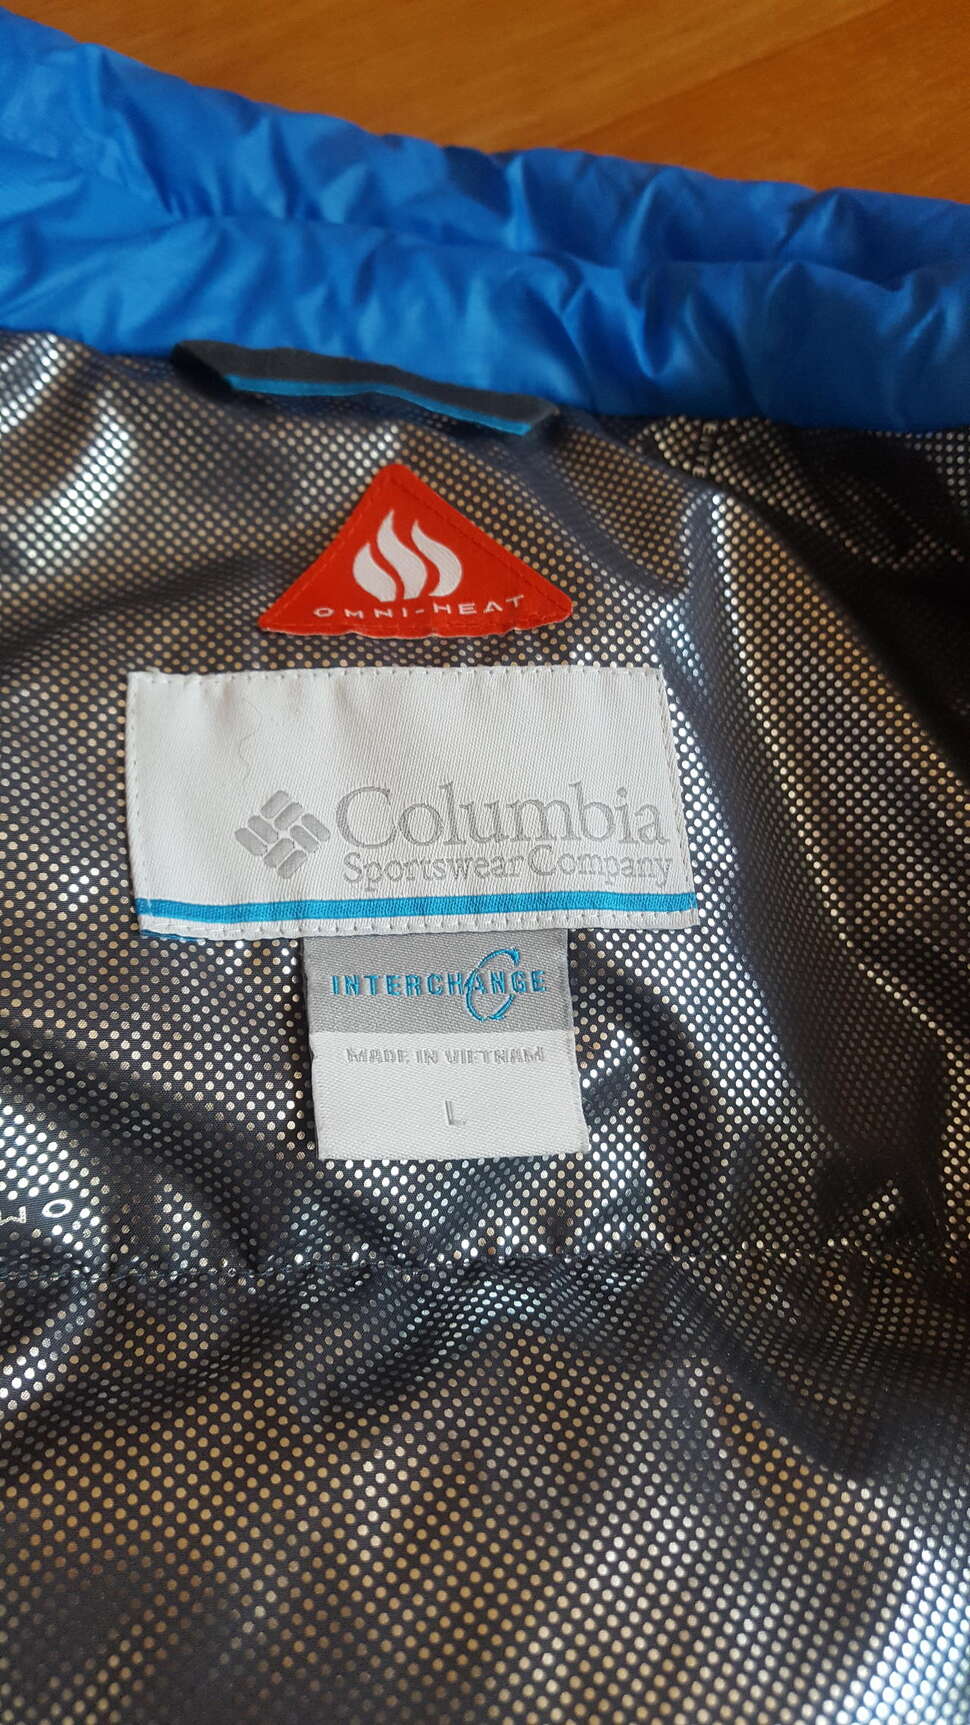 OMNI-HEAT
Columbia
Sportswear Company
INTERCHANGE
MADE IN VIETNAM
L
O
M